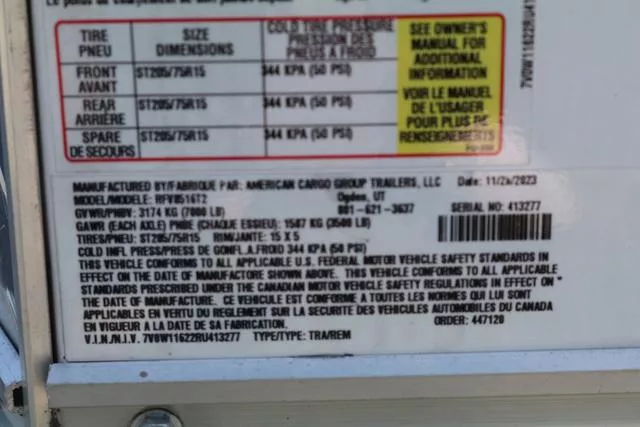 TIRE SIZE COLD TIRE PRESSURE SEE OWNER'S
PNEU DIMENSIONS PRESSION DES MANUAL FOR
PNEUS A FROID ADDITIONAL
FRONT ST205/75R15 344 KPA (50 PSI) INFORMATION
AVANT
REAR ST205/75R15 344 KPA (50 PSI) VOIR LE MANUEL
ARRIÈRE DE L'USAGER
SPARE ST205/75R15 344 KPA (50 PSI) POUR PLUS DE
DE SECOURS RENSEIGNEMENTS
MANUFACTURED BY/FABRIQUE PAR: AMERICAN CARGO GROUP TRAILERS, LLC Date: 2023
MODEL/MODELE: RFV8516T2 Ogden, UT
GVWR/PNBV: 3174 KG (7000 LB) 801-621-3637 SERIAL NO: 413277
GAWR (EACH AXLE) PNBE (CHAQUE ESSIEU): 1587 KG (3500 LB)
TIRES/PNEU: ST205/75R15 RIM/JANTE: 15 X 5
COLD INFL PRESS/PRESS DE GONFL A FROID 344 KPA (50 PSI)
THIS VEHICLE CONFORMS TO ALL APPLICABLE U.S. FEDERAL MOTOR VEHICLE SAFETY STANDARDS IN
EFFECT ON THE DATE OF MANUFACTURE SHOWN ABOVE. THIS VEHICLE CONFORMS TO ALL APPLICABLE
STANDARDS PRESCRIBED UNDER THE CANADIAN MOTOR VEHICLE SAFETY REGULATIONS IN EFFECT ON
THE DATE OF MANUFACTURE. CE VEHICULE EST CONFORME A TOUTES LES NORMES QUI LUI SONT
APPLICABLES EN VERTU DU REGLEMENT SUR LA SECURITE DES VEHICULES AUTOMOBILES DU CANADA
EN VIGUEUR A LA DATE DE SA FABRICATION. ORDER: 447120
V.I.N./N.I.V. 7V0W11622RU413277 TYPE/TYPE: TRA/REM